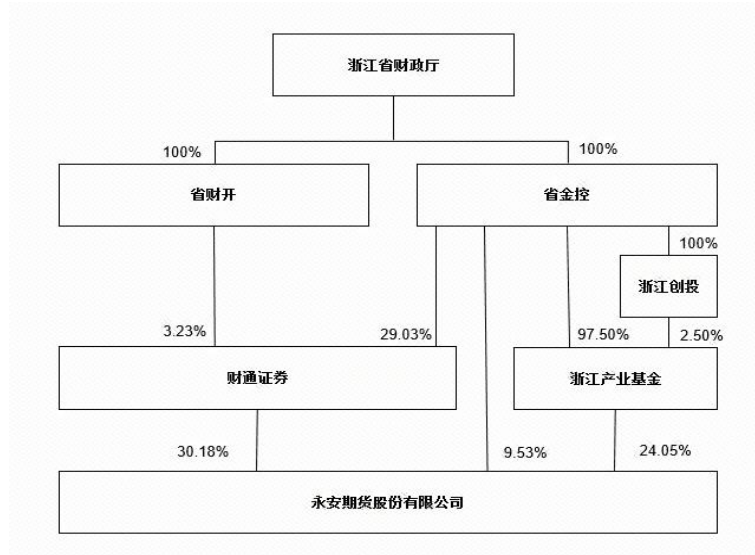 浙江省财政厅
100%
100%
省财开
省金控
100%
浙江创投
3.23%
29.03%
97.50%
2.50%
财通证券
浙江产业基金
30.18%
9.53%
24.05%
永安期货股份有限公司